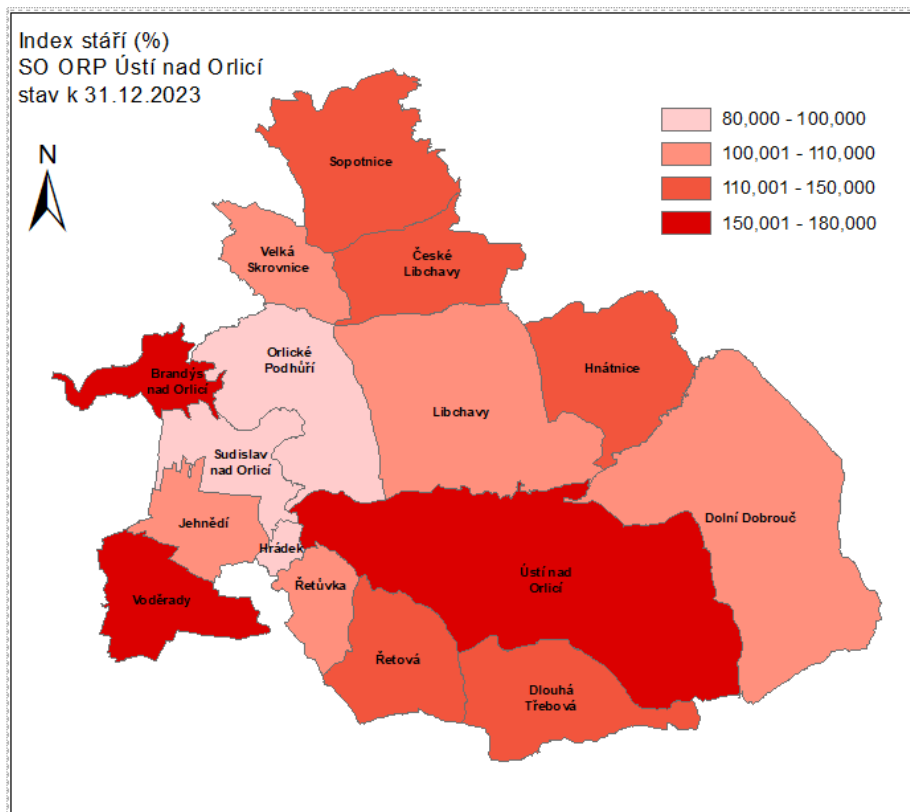 Index stáří (%)
SO ORP Ústí nad Orlicí
stav k 31.12.2023
N
80,000 - 100,000
100,001 - 110,000
110,001 - 150,000
150,001 - 180,000
Sopotnice
Velká
Skrovnice
České
Libchavy
Orlické
Podhůří
Brandýs
nad Orlicí
Hnátnice
Libchavy
Sudislav
nad Orlicí
Jehnědí
Dolní Dobrouč
Hrádek
Ústí nad
Orlicí
Řetůvka
Voděrady
Řetová
Dlouhá
Třebová